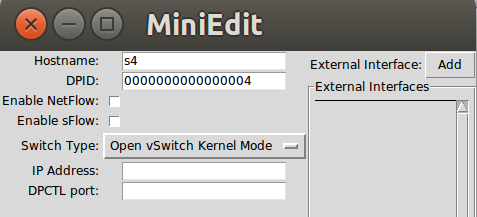 MiniEdit
Hostname: s4
External Interface: Add
DPID: 0000000000000004
External Interfaces
Enable NetFlow:
Enable sFlow:
Switch Type: Open vSwitch Kernel Mode
IP Address:
DPCTL port: